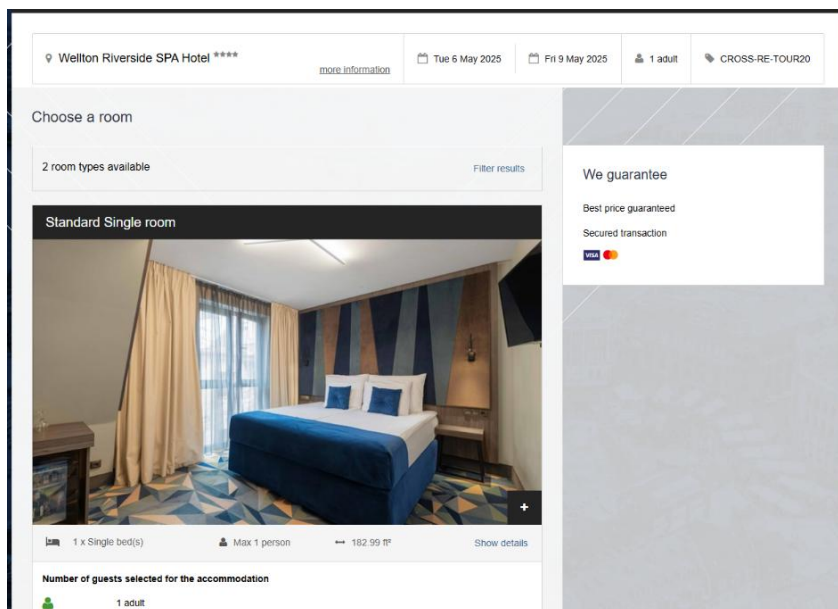 Wellton Riverside SPA Hotel ****
more information
Tue 6 May 2025
Fri 9 May 2025
1 adult
CROSS-RE-TOUR20
Choose a room
2 room types available
Filter results
We guarantee
Best price guaranteed
Secured transaction
VISA
Standard Single room
+
1 x Single bed(s)
Max 1 person
182.99 ft²
Show details
Number of guests selected for the accommodation
1 adult